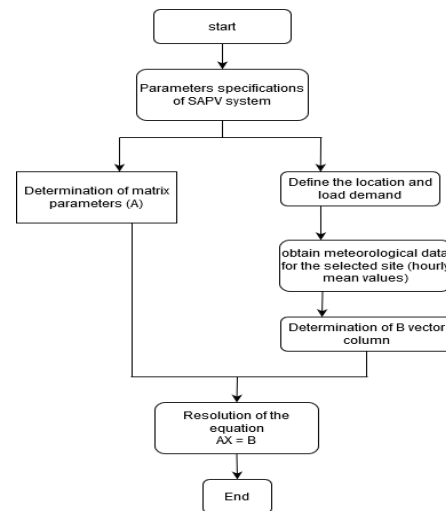 start
Parameters specifications
of SAPV system
Determination of matrix
parameters (A)
Define the location and
load demand
obtain meteorological data
for the selected site (hourly
mean values)
Determination of B vector
column
Resolution of the
equation
AX = B
End